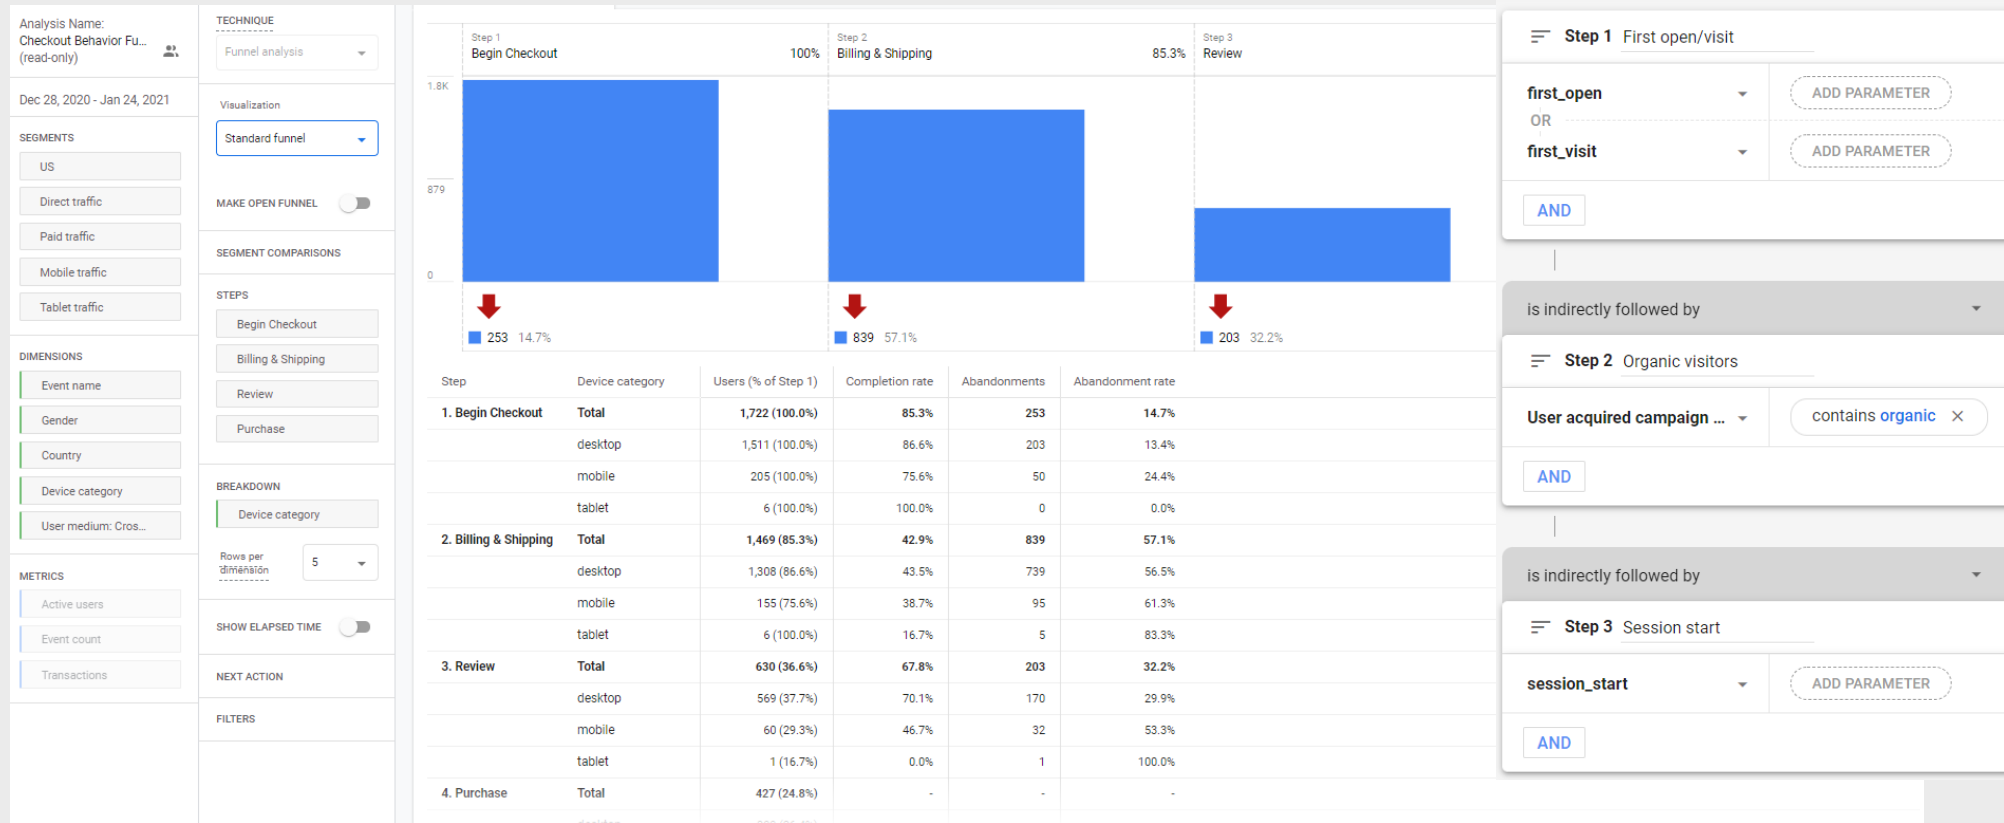 Analysis Name:
Checkout Behavior Fu...
(read-only)
Dec 28, 2020 - Jan 24, 2021
SEGMENTS
US
Direct traffic
Paid traffic
Mobile traffic
Tablet traffic
DIMENSIONS
Event name
Gender
Country
Device category
User medium: Cros...
METRICS
Active users
Event count
Transactions
TECHNIQUE
Funnel analysis
Visualization
Standard funnel
MAKE OPEN FUNNEL
SEGMENT COMPARISONS
STEPS
Begin Checkout
Billing & Shipping
Review
Purchase
BREAKDOWN
Device category
Rows per
dimension
5
SHOW ELAPSED TIME
NEXT ACTION
FILTERS
Step 1
Begin Checkout 100%
Step 2
Billing & Shipping 85.3%
Step 3
Review
1.8K
879
0
253 14.7%
839 57.1%
203 32.2%
Step Device category Users (% of Step 1) Completion rate Abandonments Abandonment rate
1. Begin Checkout Total 1,722 (100.0%) 85.3% 253 14.7%
desktop 1,511 (100.0%) 86.6% 203 13.4%
mobile 205 (100.0%) 75.6% 50 24.4%
tablet 6 (100.0%) 100.0% 0 0.0%
2. Billing & Shipping Total 1,469 (85.3%) 42.9% 839 57.1%
desktop 1,308 (86.6%) 43.5% 739 56.5%
mobile 155 (75.6%) 38.7% 95 61.3%
tablet 6 (100.0%) 16.7% 5 83.3%
3. Review Total 630 (36.6%) 67.8% 203 32.2%
desktop 569 (37.7%) 70.1% 170 29.9%
mobile 60 (29.3%) 46.7% 32 53.3%
tablet 1 (16.7%) 0.0% 1 100.0%
4. Purchase Total 427 (24.8%) - - -
Step 1 First open/visit
first_open ADD PARAMETER
OR
first_visit ADD PARAMETER
AND
is indirectly followed by
Step 2 Organic visitors
User acquired campaign ... contains organic
AND
is indirectly followed by
Step 3 Session start
session_start ADD PARAMETER
AND